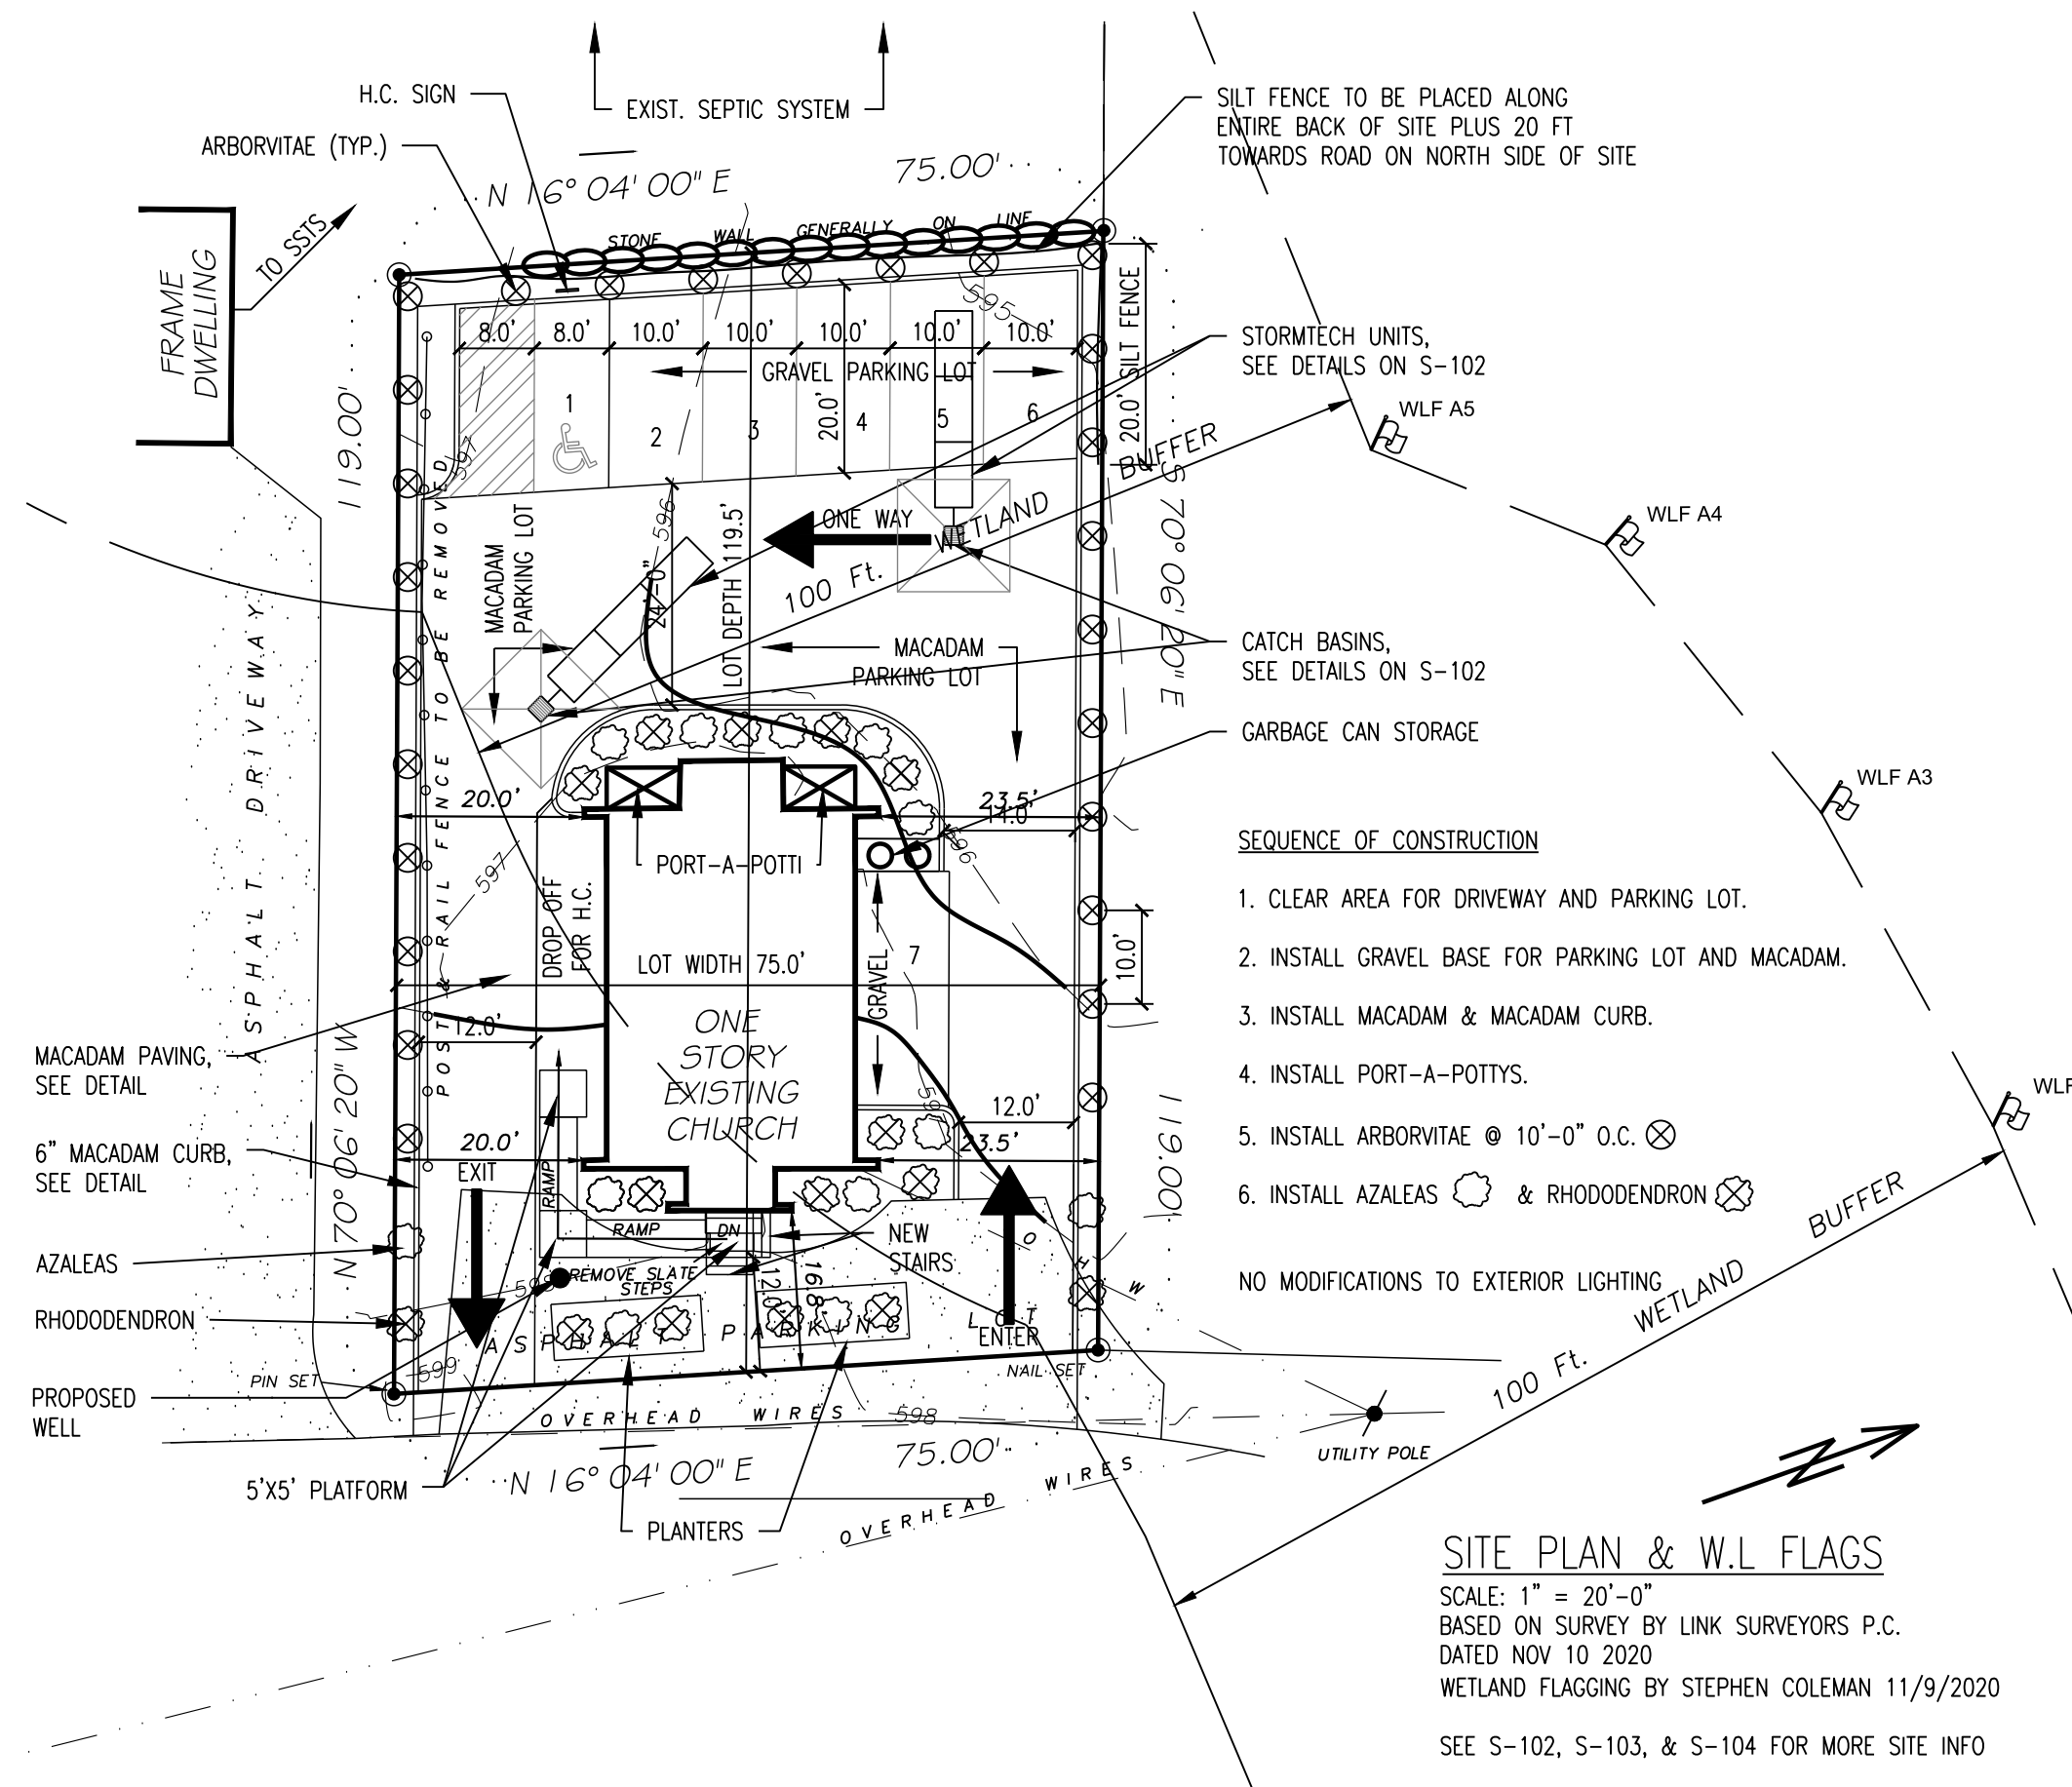 H.C. SIGN
ARBORVITAE (TYP.)
EXIST. SEPTIC SYSTEM
SILT FENCE TO BE PLACED ALONG
ENTIRE BACK OF SITE PLUS 20 FT
TOWARDS ROAD ON NORTH SIDE OF SITE
N 16° 04' 00" E
75.00'
FRAME
DWELLING
TO SSTS
STONE WALL GENERALLY ON LINE
595
8.0'
8.0'
10.0'
10.0'
10.0'
10.0'
10.0'
GRAVEL PARKING LOT
20.0' SILT FENCE
STORMTECH UNITS,
SEE DETAILS ON S-102
119.00'
1
2
3
20.0'
4
5
6
WLF A5
WLF A4
WLF A3
WLF
597
596
MACADAM
PARKING LOT
24'-0"
LOT DEPTH 119.5'
ONE WAY
100 Ft. WETLAND BUFFER
S 70° 06' 20" E
POST & RAIL FENCE TO BE REMOVED
ASPHALT DRIVEWAY
MACADAM
PARKING LOT
CATCH BASINS,
SEE DETAILS ON S-102
GARBAGE CAN STORAGE
20.0'
23.5'
14.0'
596
PORT-A-POTTI
597
DROP OFF
FOR H.C.
LOT WIDTH 75.0'
GRAVEL
7
10.0'
SEQUENCE OF CONSTRUCTION
1. CLEAR AREA FOR DRIVEWAY AND PARKING LOT.
2. INSTALL GRAVEL BASE FOR PARKING LOT AND MACADAM.
3. INSTALL MACADAM & MACADAM CURB.
4. INSTALL PORT-A-POTTYS.
5. INSTALL ARBORVITAE @ 10'-0" O.C.
6. INSTALL AZALEAS & RHODODENDRON
NO MODIFICATIONS TO EXTERIOR LIGHTING
12.0'
ONE
STORY
EXISTING
CHURCH
MACADAM PAVING,
SEE DETAIL
6" MACADAM CURB,
SEE DETAIL
N 70° 06' 20" W
12.0'
119.00'
20.0'
23.5'
EXIT
RAMP
RAMP
DN
NEW
STAIRS
AZALEAS
RHODODENDRON
PROPOSED
WELL
598
REMOVE SLATE
STEPS
12.0'
16.8'
OHW
ASPHALT PARKING LOT
ENTER
599
PIN SET
NAIL SET
OVERHEAD WIRES
598
N 16° 04' 00" E
75.00'
5'X5' PLATFORM
PLANTERS
OVERHEAD WIRES
UTILITY POLE
100 Ft. WETLAND BUFFER
N
SITE PLAN & W.L FLAGS
SCALE: 1" = 20'-0"
BASED ON SURVEY BY LINK SURVEYORS P.C.
DATED NOV 10 2020
WETLAND FLAGGING BY STEPHEN COLEMAN 11/9/2020
SEE S-102, S-103, & S-104 FOR MORE SITE INFO